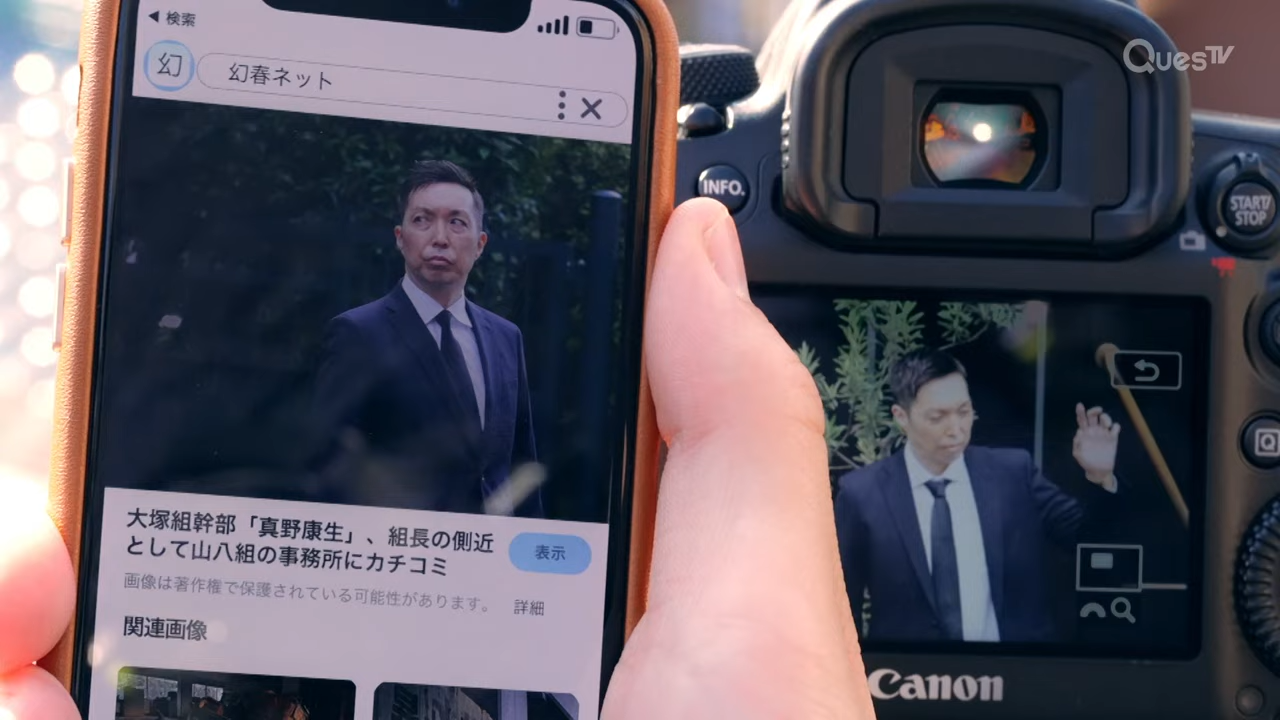 検索
QuesTV
幻
幻春ネット
INFO.
START/
STOP
Q
大塚組幹部「真野康生」、組長の側近
として山八組の事務所にカチコミ
表示
画像は著作権で保護されている可能性があります。 詳細
関連画像
Canon